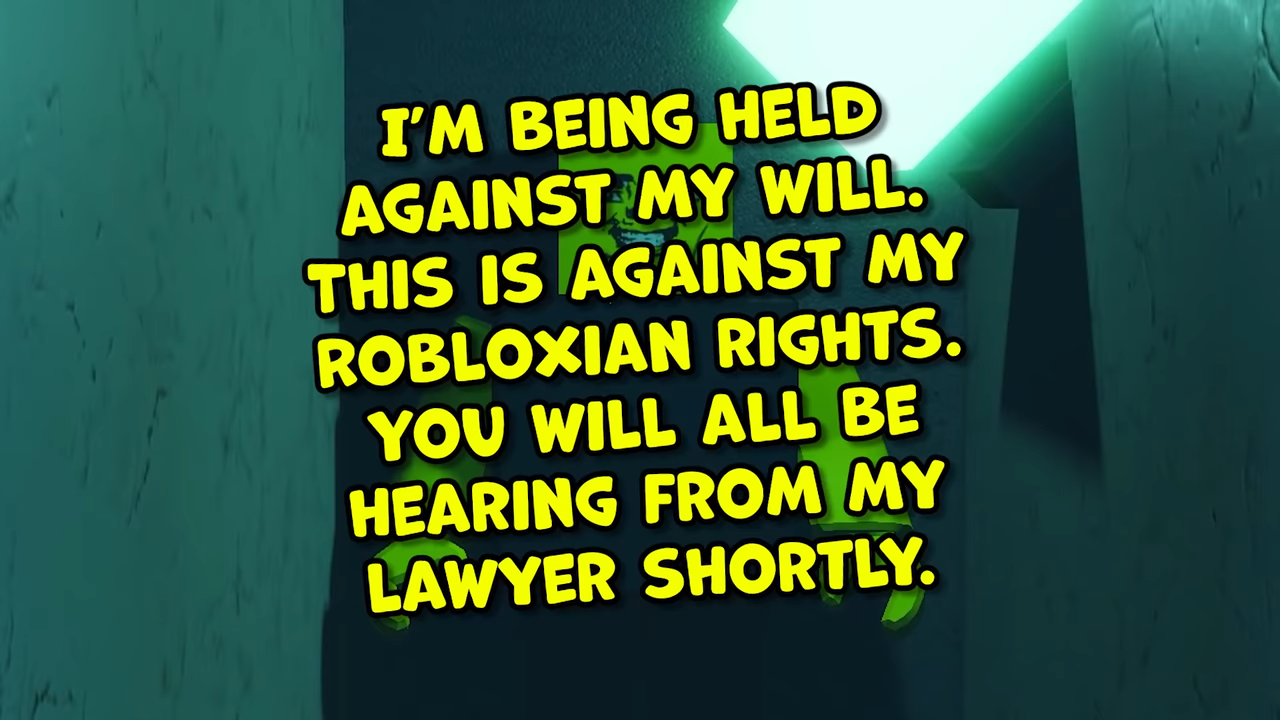 I'M BEING HELD
AGAINST MY WILL.
THIS IS AGAINST MY
ROBLOXIAN RIGHTS.
YOU WILL ALL BE
HEARING FROM MY
LAWYER SHORTLY.